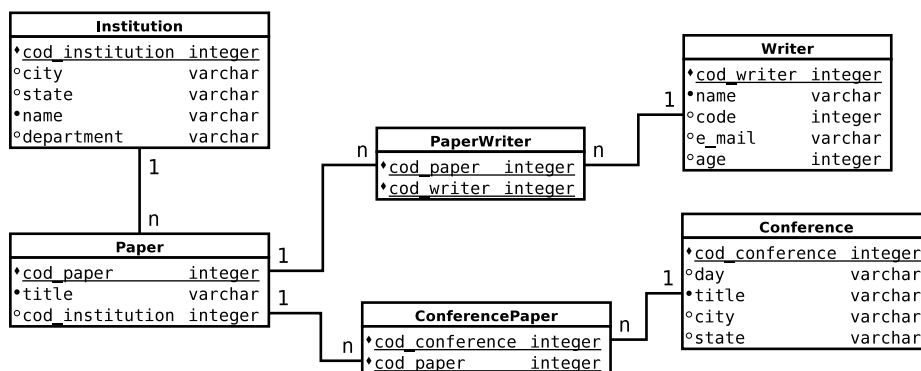 Institution
cod_institution integer
city varchar
state varchar
name varchar
department varchar
Writer
cod_writer integer
name varchar
code integer
e_mail varchar
age integer
1
n
PaperWriter
cod_paper integer
cod_writer integer
n
n
1
1
Paper
cod_paper integer
title varchar
cod_institution integer
1
1
n
ConferencePaper
cod_conference integer
cod_paper integer
n
1
Conference
cod_conference integer
day varchar
title varchar
city varchar
state varchar